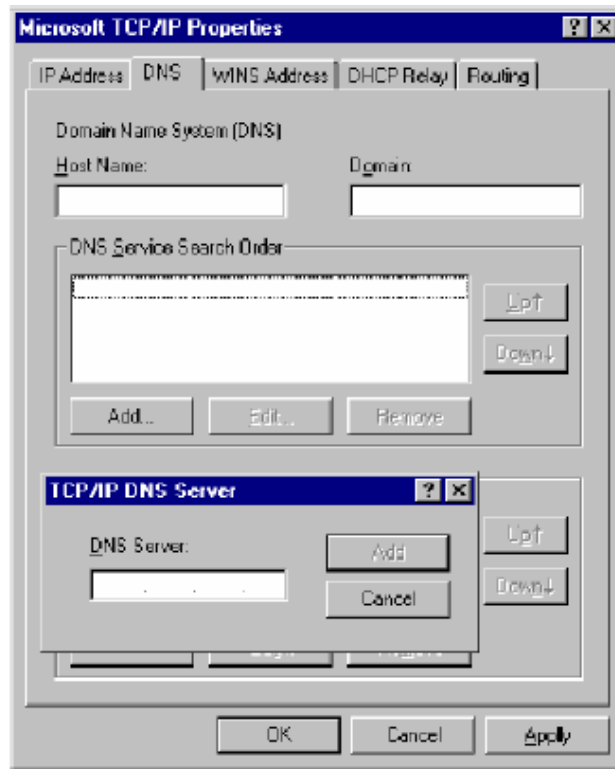 Microsoft TCP/IP Properties
IP Address DNS WINS Address DHCP Relay Routing
Domain Name System (DNS)
Host Name: Domain:
DNS Service Search Order
Up↑
Down↓
Add... Edit... Remove
TCP/IP DNS Server
DNS Server:
Add
Cancel
Up↑
Down↓
OK Cancel Apply